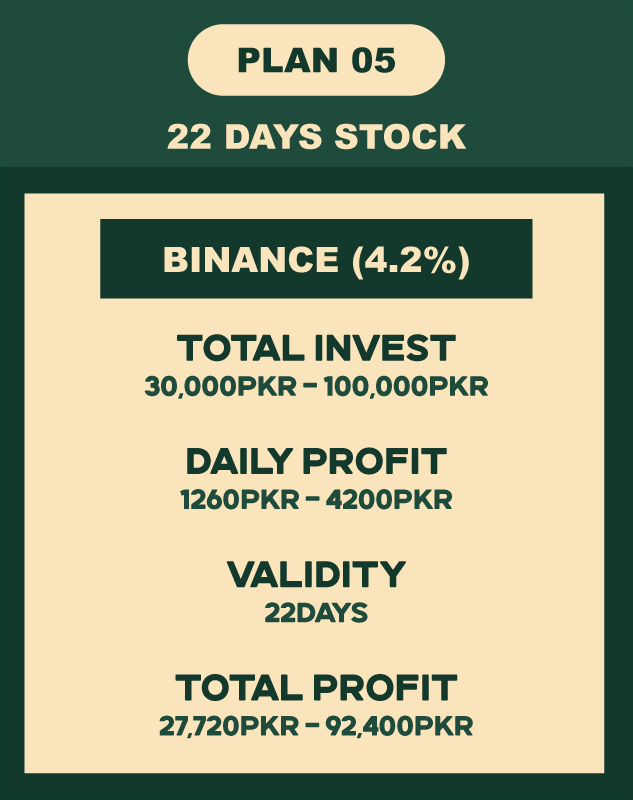 PLAN 05
22 DAYS STOCK
BINANCE (4.2%)
TOTAL INVEST
30,000PKR – 100,000PKR
DAILY PROFIT
1260PKR – 4200PKR
VALIDITY
22DAYS
TOTAL PROFIT
27,720PKR – 92,400PKR